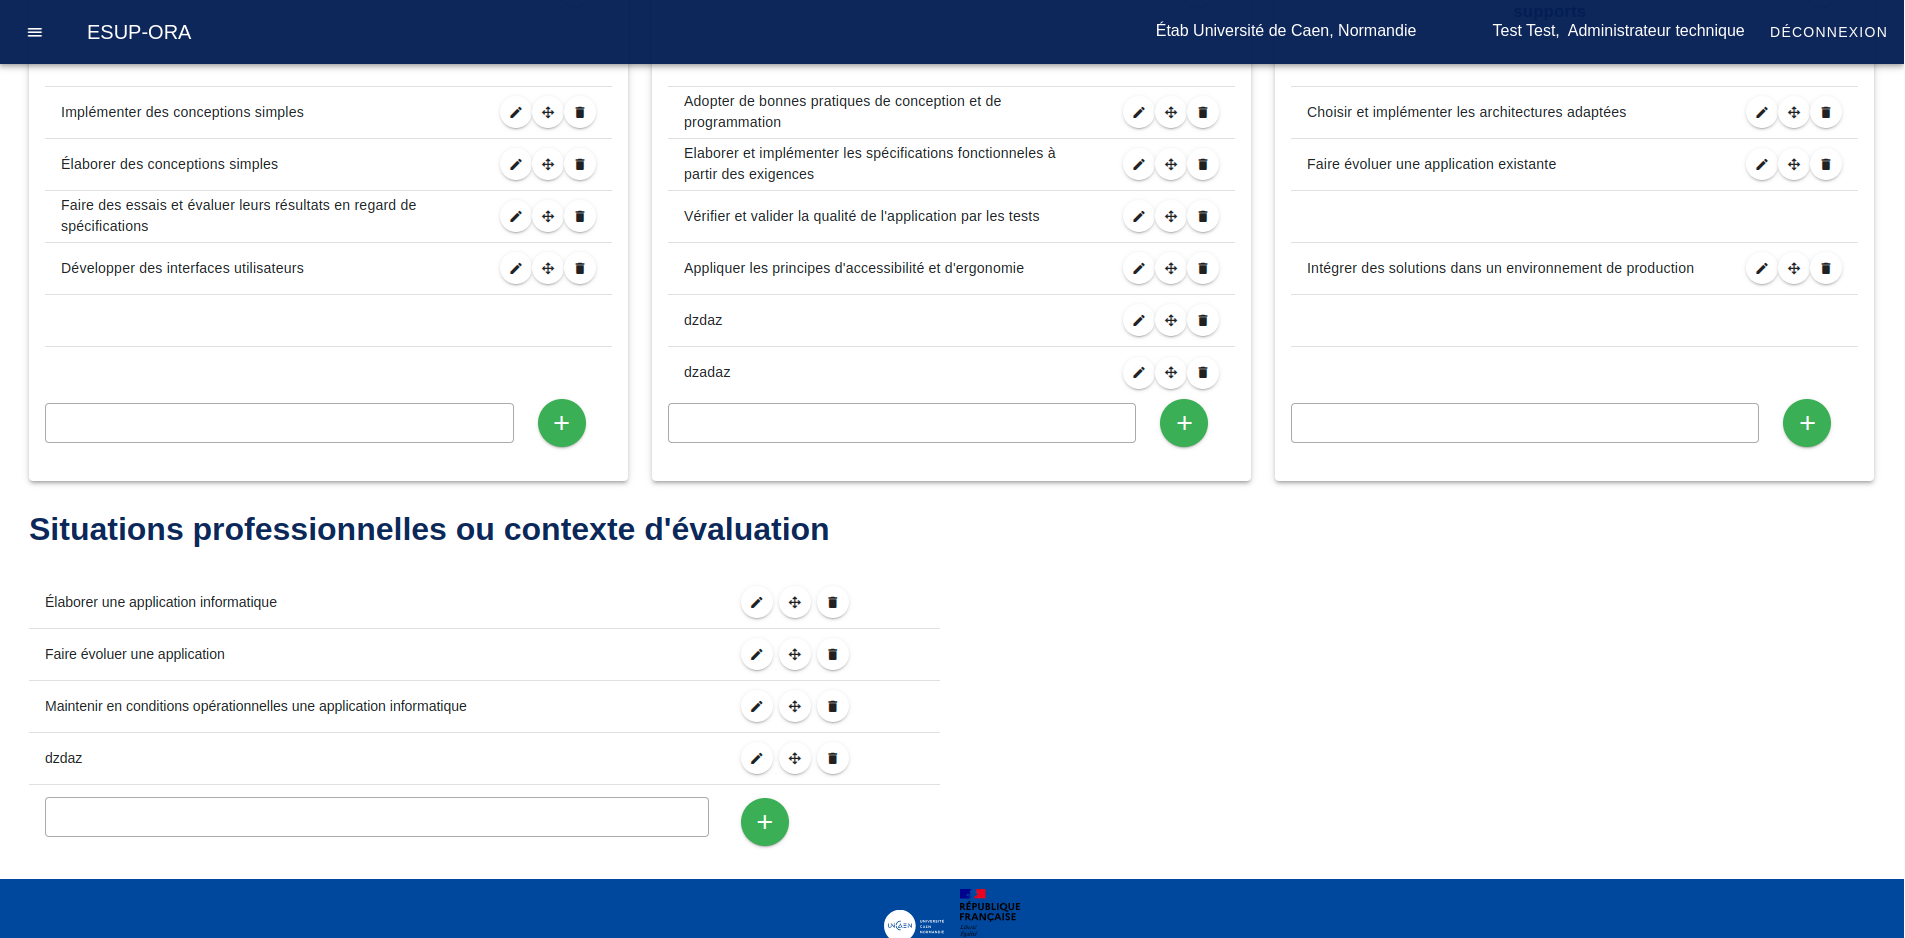 ESUP-ORA
Étab Université de Caen, Normandie
Test Test, Administrateur technique
DÉCONNEXION
supports
Implémenter des conceptions simples
Élaborer des conceptions simples
Faire des essais et évaluer leurs résultats en regard de
spécifications
Développer des interfaces utilisateurs
Adopter de bonnes pratiques de conception et de
programmation
Elaborer et implémenter les spécifications fonctionneles à
partir des exigences
Vérifier et valider la qualité de l'application par les tests
Appliquer les principes d'accessibilité et d'ergonomie
dzdaz
dzadaz
Choisir et implémenter les architectures adaptées
Faire évoluer une application existante
Intégrer des solutions dans un environnement de production
Situations professionnelles ou contexte d'évaluation
Élaborer une application informatique
Faire évoluer une application
Maintenir en conditions opérationnelles une application informatique
dzdaz
UNICAEN
UNIVERSITÉ
CAEN
NORMANDIE
RÉPUBLIQUE
FRANÇAISE
Liberté
Égalité